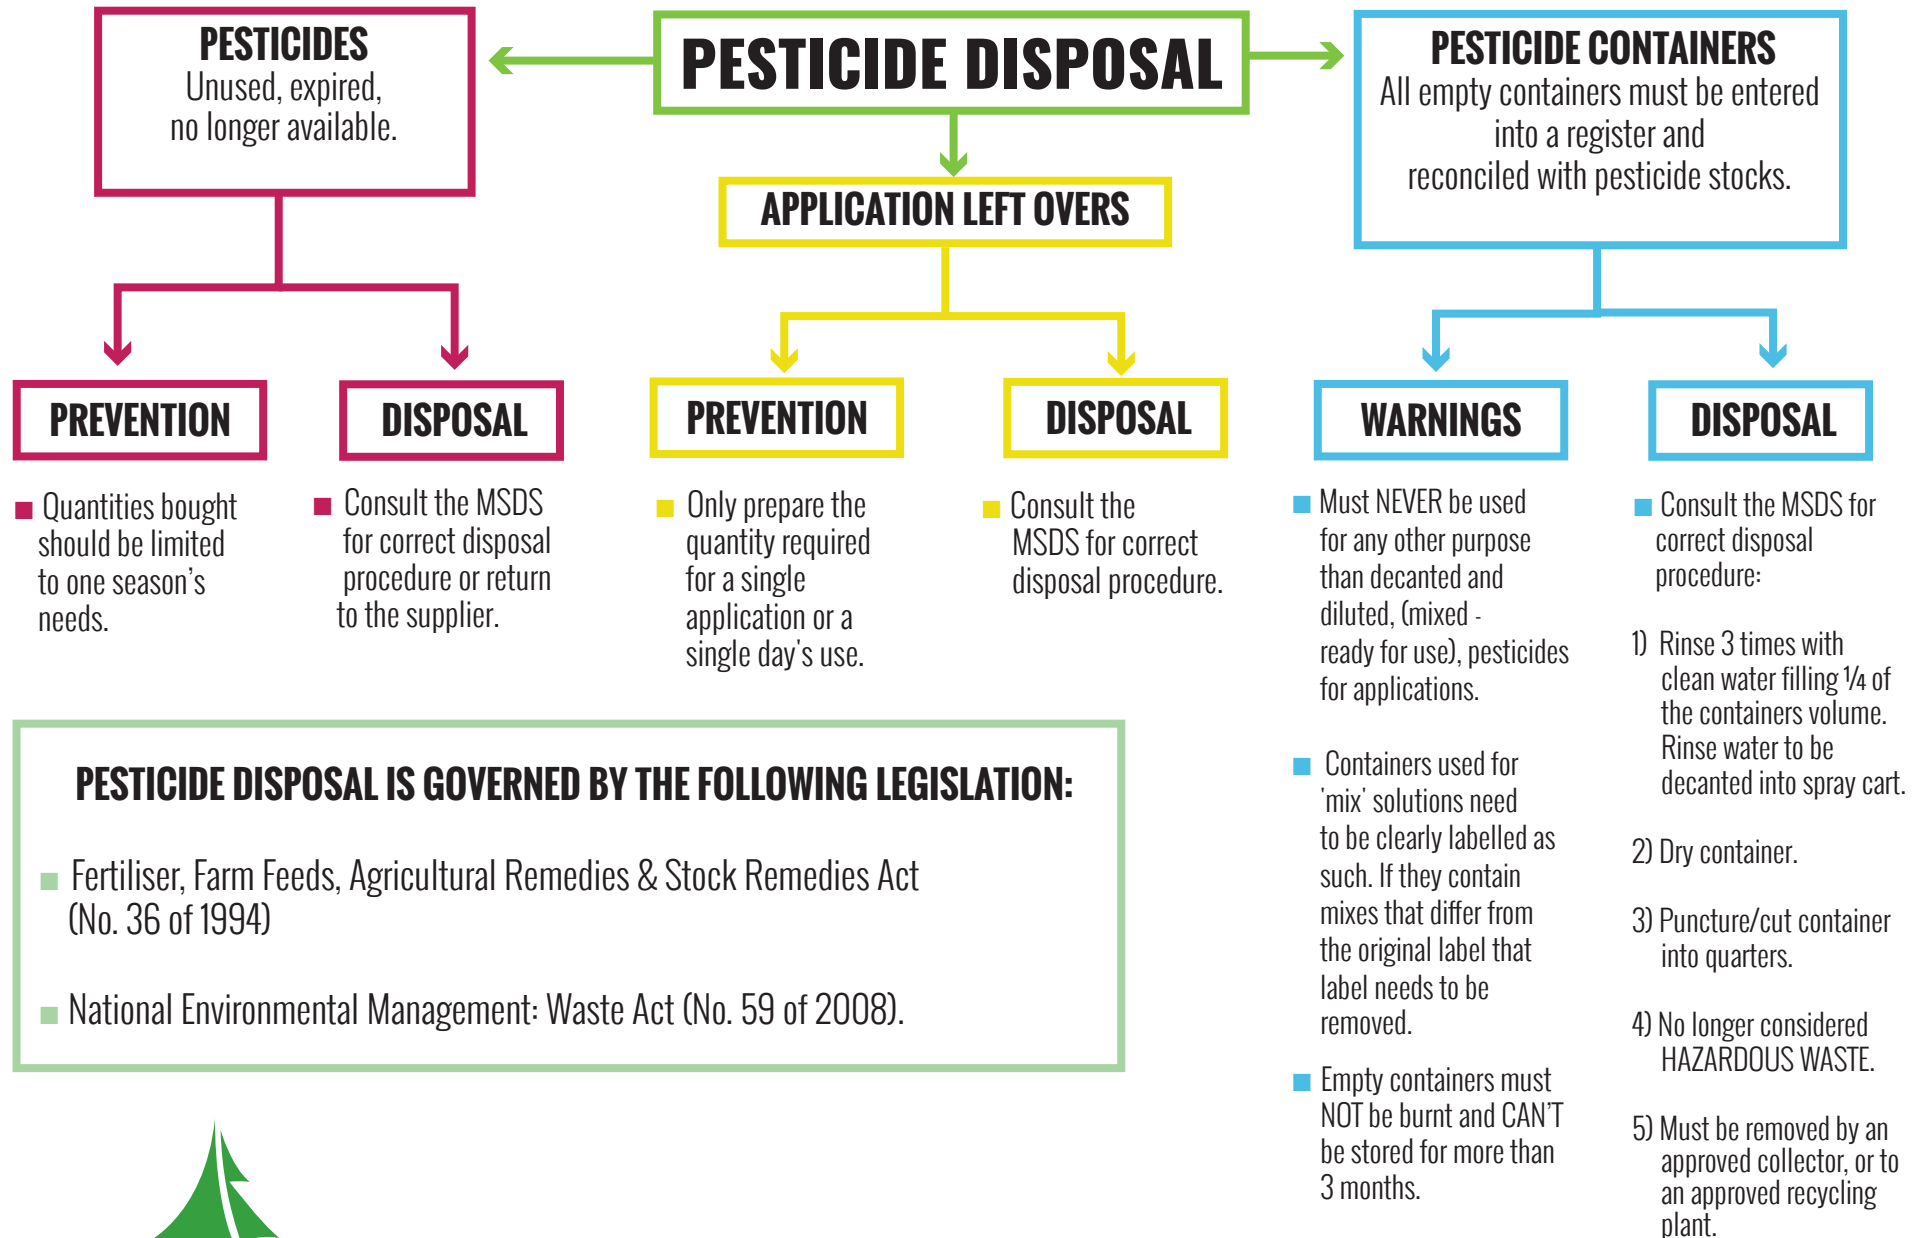 PESTICIDE DISPOSAL
PESTICIDES
Unused, expired,
no longer available.
PREVENTION
■ Quantities bought
should be limited
to one season's
needs.
DISPOSAL
■ Consult the MSDS
for correct disposal
procedure or return
to the supplier.
APPLICATION LEFT OVERS
PREVENTION
■ Only prepare the
quantity required
for a single
application or a
single day's use.
DISPOSAL
■ Consult the
MSDS for correct
disposal procedure.
PESTICIDE CONTAINERS
All empty containers must be entered
into a register and
reconciled with pesticide stocks.
WARNINGS
■ Must NEVER be used
for any other purpose
than decanted and
diluted, (mixed -
ready for use), pesticides
for applications.
■ Containers used for
'mix' solutions need
to be clearly labelled as
such. If they contain
mixes that differ from
the original label that
label needs to be
removed.
■ Empty containers must
NOT be burnt and CAN'T
be stored for more than
3 months.
DISPOSAL
■ Consult the MSDS for
correct disposal
procedure:
1) Rinse 3 times with
clean water filling ¼ of
the containers volume.
Rinse water to be
decanted into spray cart.
2) Dry container.
3) Puncture/cut container
into quarters.
4) No longer considered
HAZARDOUS WASTE.
5) Must be removed by an
approved collector, or to
an approved recycling
plant.
PESTICIDE DISPOSAL IS GOVERNED BY THE FOLLOWING LEGISLATION:
■ Fertiliser, Farm Feeds, Agricultural Remedies & Stock Remedies Act
(No. 36 of 1994)
■ National Environmental Management: Waste Act (No. 59 of 2008).